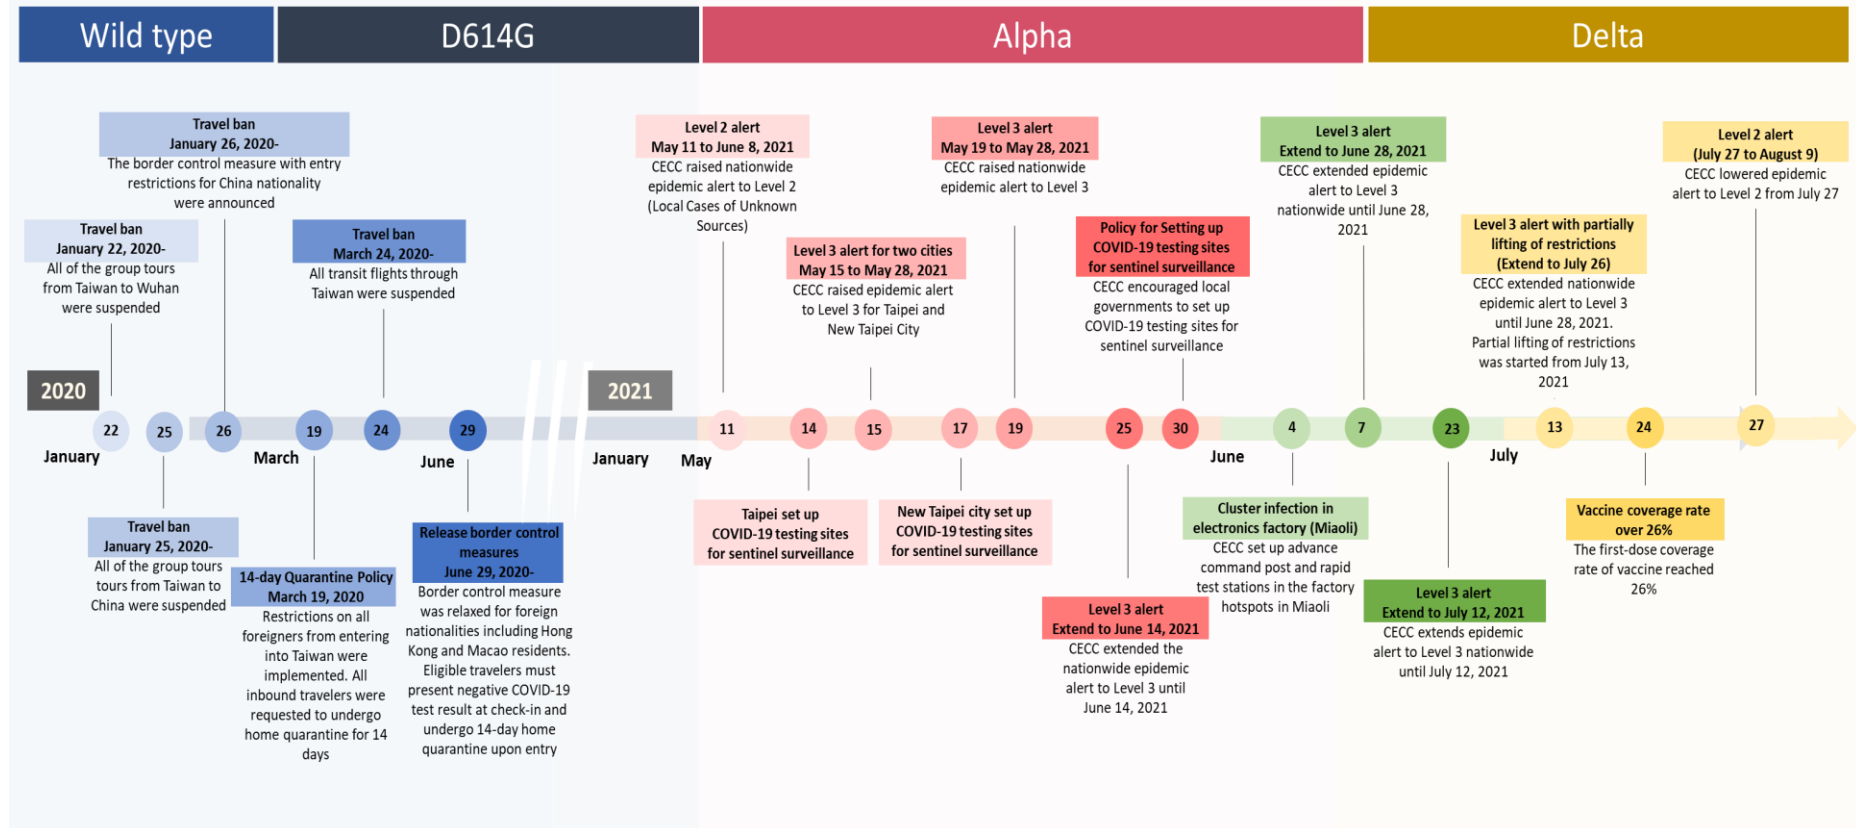 Wild type
D614G
Alpha
Delta
Travel ban
January 26, 2020-
The border control measure with entry
restrictions for China nationality
were announced
Travel ban
January 22, 2020-
All of the group tours
from Taiwan to Wuhan
were suspended
Travel ban
March 24, 2020-
All transit flights through
Taiwan were suspended
Level 2 alert
May 11 to June 8, 2021
CECC raised nationwide
epidemic alert to Level 2
(Local Cases of Unknown
Sources)
Level 3 alert for two cities
May 15 to May 28, 2021
CECC raised epidemic alert
to Level 3 for Taipei and
New Taipei City
Level 3 alert
May 19 to May 28, 2021
CECC raised nationwide
epidemic alert to Level 3
Policy for Setting up
COVID-19 testing sites
for sentinel surveillance
CECC encouraged local
governments to set up
COVID-19 testing sites for
sentinel surveillance
Level 3 alert
Extend to June 28, 2021
CECC extended epidemic
alert to Level 3
nationwide until June 28,
2021
Level 3 alert with partially
lifting of restrictions
(Extend to July 26)
CECC extended nationwide
epidemic alert to Level 3
until June 28, 2021.
Partial lifting of restrictions
was started from July 13,
2021
Level 2 alert
(July 27 to August 9)
CECC lowered epidemic
alert to Level 2 from July 27
2020
2021
22
25
26
19
24
29
11
14
15
17
19
25
30
4
7
23
13
24
27
January
March
June
January
May
June
July
Travel ban
January 25, 2020-
All of the group tours
tours from Taiwan to
China were suspended
14-day Quarantine Policy
March 19, 2020
Restrictions on all
foreigners from entering
into Taiwan were
implemented. All
inbound travelers were
requested to undergo
home quarantine for 14
days
Release border control
measures
June 29, 2020-
Border control measure
was relaxed for foreign
nationalities including Hong
Kong and Macao residents.
Eligible travelers must
present negative COVID-19
test result at check-in and
undergo 14-day home
quarantine upon entry
Taipei set up
COVID-19 testing sites
for sentinel surveillance
New Taipei city set up
COVID-19 testing sites
for sentinel surveillance
Level 3 alert
Extend to June 14, 2021
CECC extended the
nationwide epidemic
alert to Level 3 until
June 14, 2021
Cluster infection in
electronics factory (Miaoli)
CECC set up advance
command post and rapid
test stations in the factory
hotspots in Miaoli
Level 3 alert
Extend to July 12, 2021
CECC extends epidemic
alert to Level 3 nationwide
until July 12, 2021
Vaccine coverage rate
over 26%
The first-dose coverage
rate of vaccine reached
26%